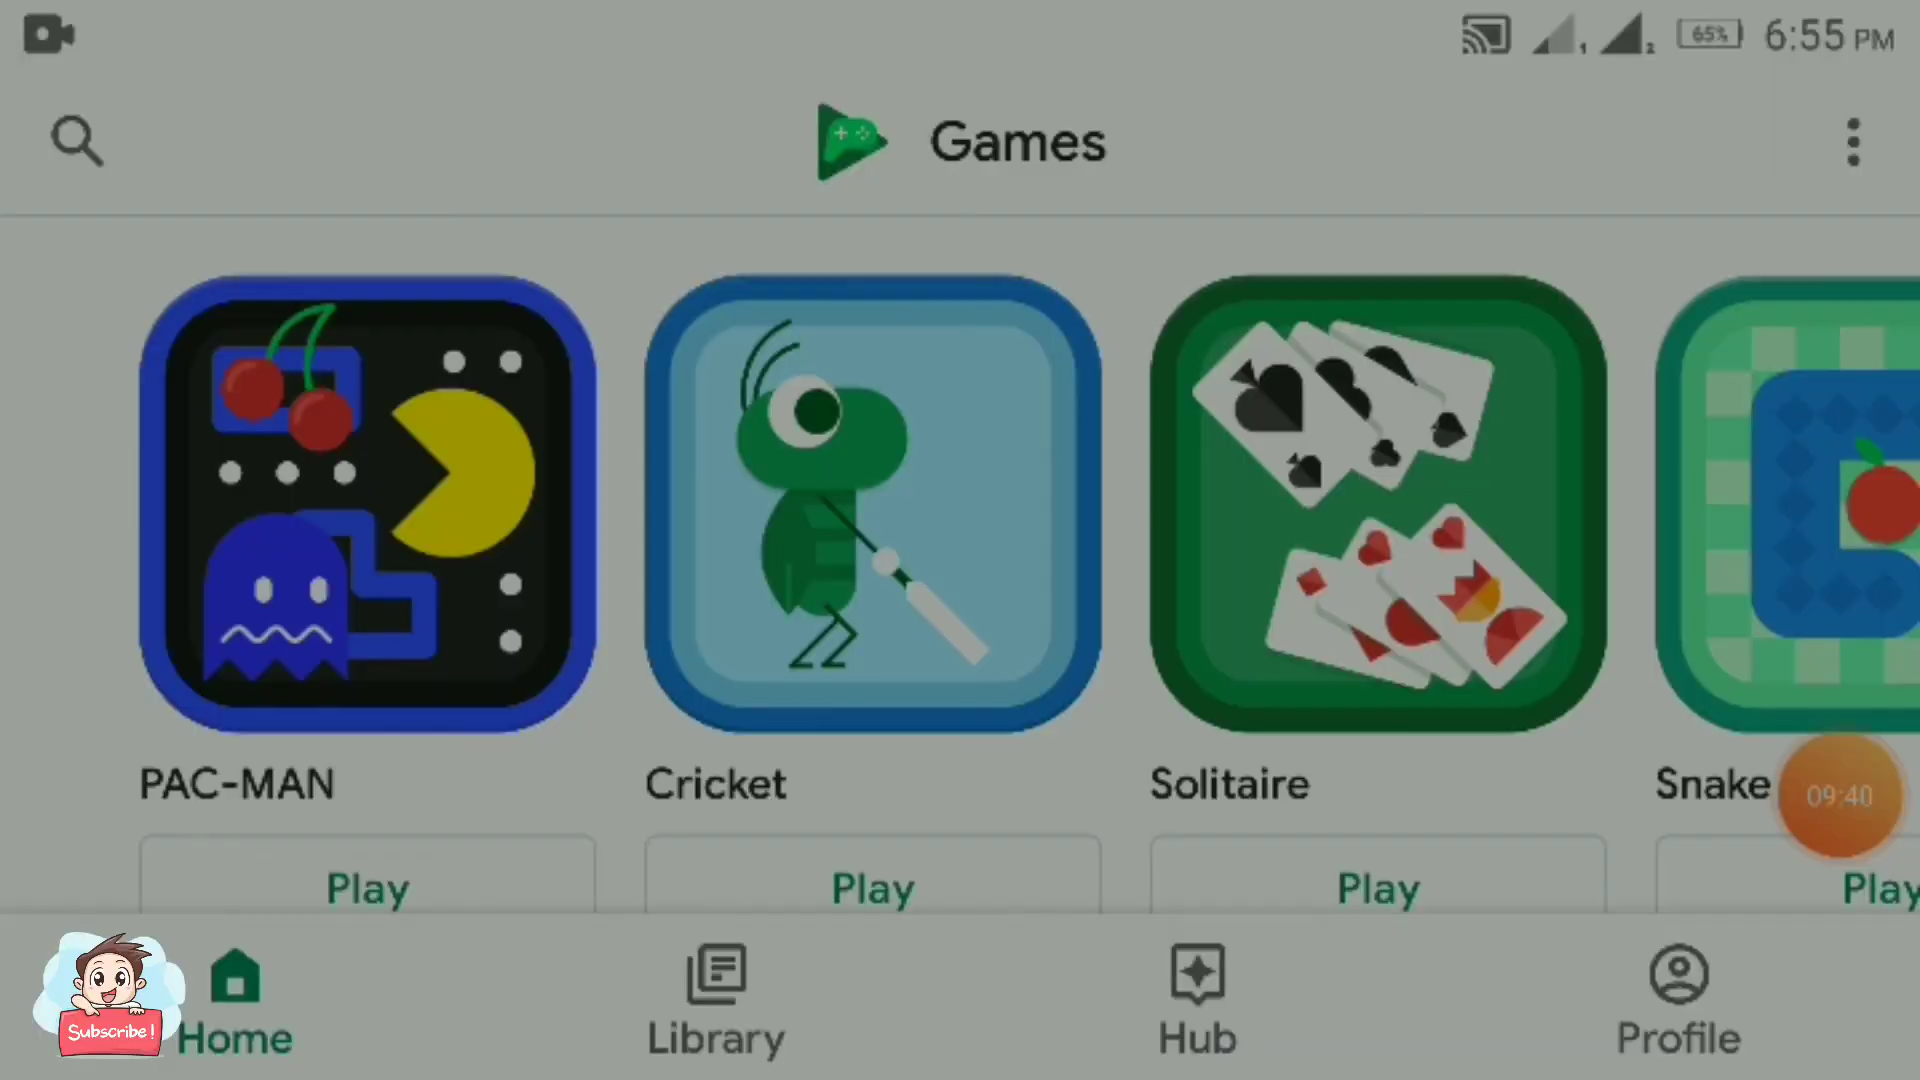 65% 6:55 PM
Games
PAC-MAN Cricket Solitaire Snake
09:40
Play Play Play Play
Subscribe!
Home Library Hub Profile